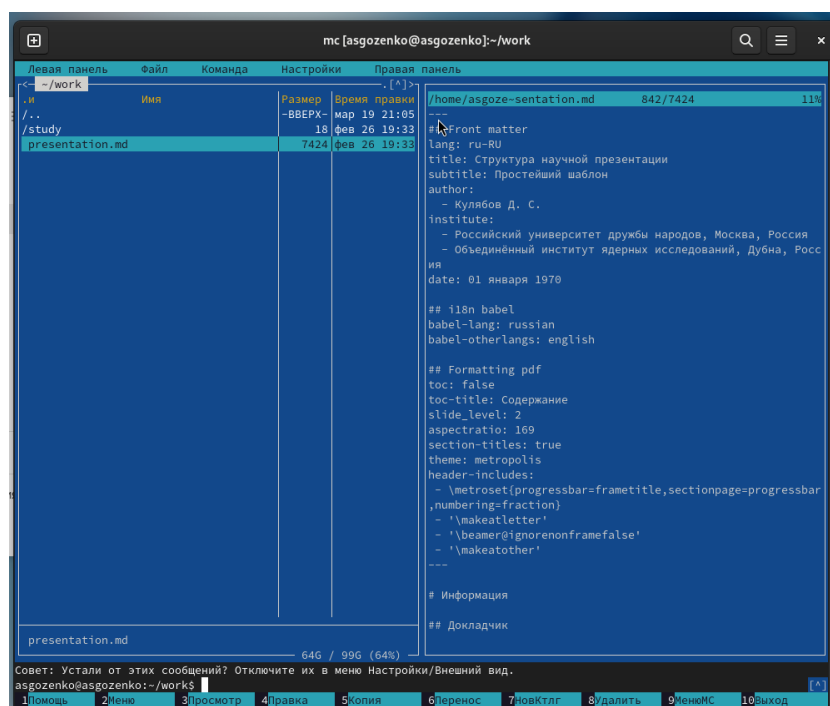 mc [asgozenko@asgozenko]:~/work
Левая панель Файл Команда Настройки Правая панель
<- ~/work .[^]>
.и Имя Размер Время правки
/.. -ВВЕРХ- мар 19 21:05
/study 18 фев 26 19:33
presentation.md 7424 фев 26 19:33
presentation.md
64G / 99G (64%)
/home/asgoze-sentation.md 842/7424 11%
---
## Front matter
lang: ru-RU
title: Структура научной презентации
subtitle: Простейший шаблон
author:
- Кулябов Д. С.
institute:
- Российский университет дружбы народов, Москва, Россия
- Объединённый институт ядерных исследований, Дубна, Росс
ия
date: 01 января 1970
## i18n babel
babel-lang: russian
babel-otherlangs: english
## Formatting pdf
toc: false
toc-title: Содержание
slide_level: 2
aspectratio: 169
section-titles: true
theme: metropolis
header-includes:
- \metroset{progressbar=frametitle,sectionpage=progressbar
,numbering=fraction}
- '\makeatletter'
- '\beamer@ignorenonframefalse'
- '\makeatother'
---
# Информация
## Докладчик
Совет: Устали от этих сообщений? Отключите их в меню Настройки/Внешний вид.
asgozenko@asgozenko:~/work$ [^]
1Помощь 2Меню 3Просмотр 4Правка 5Копия 6Перенос 7НовКтлг 8Удалить 9МенюМС 10Выход